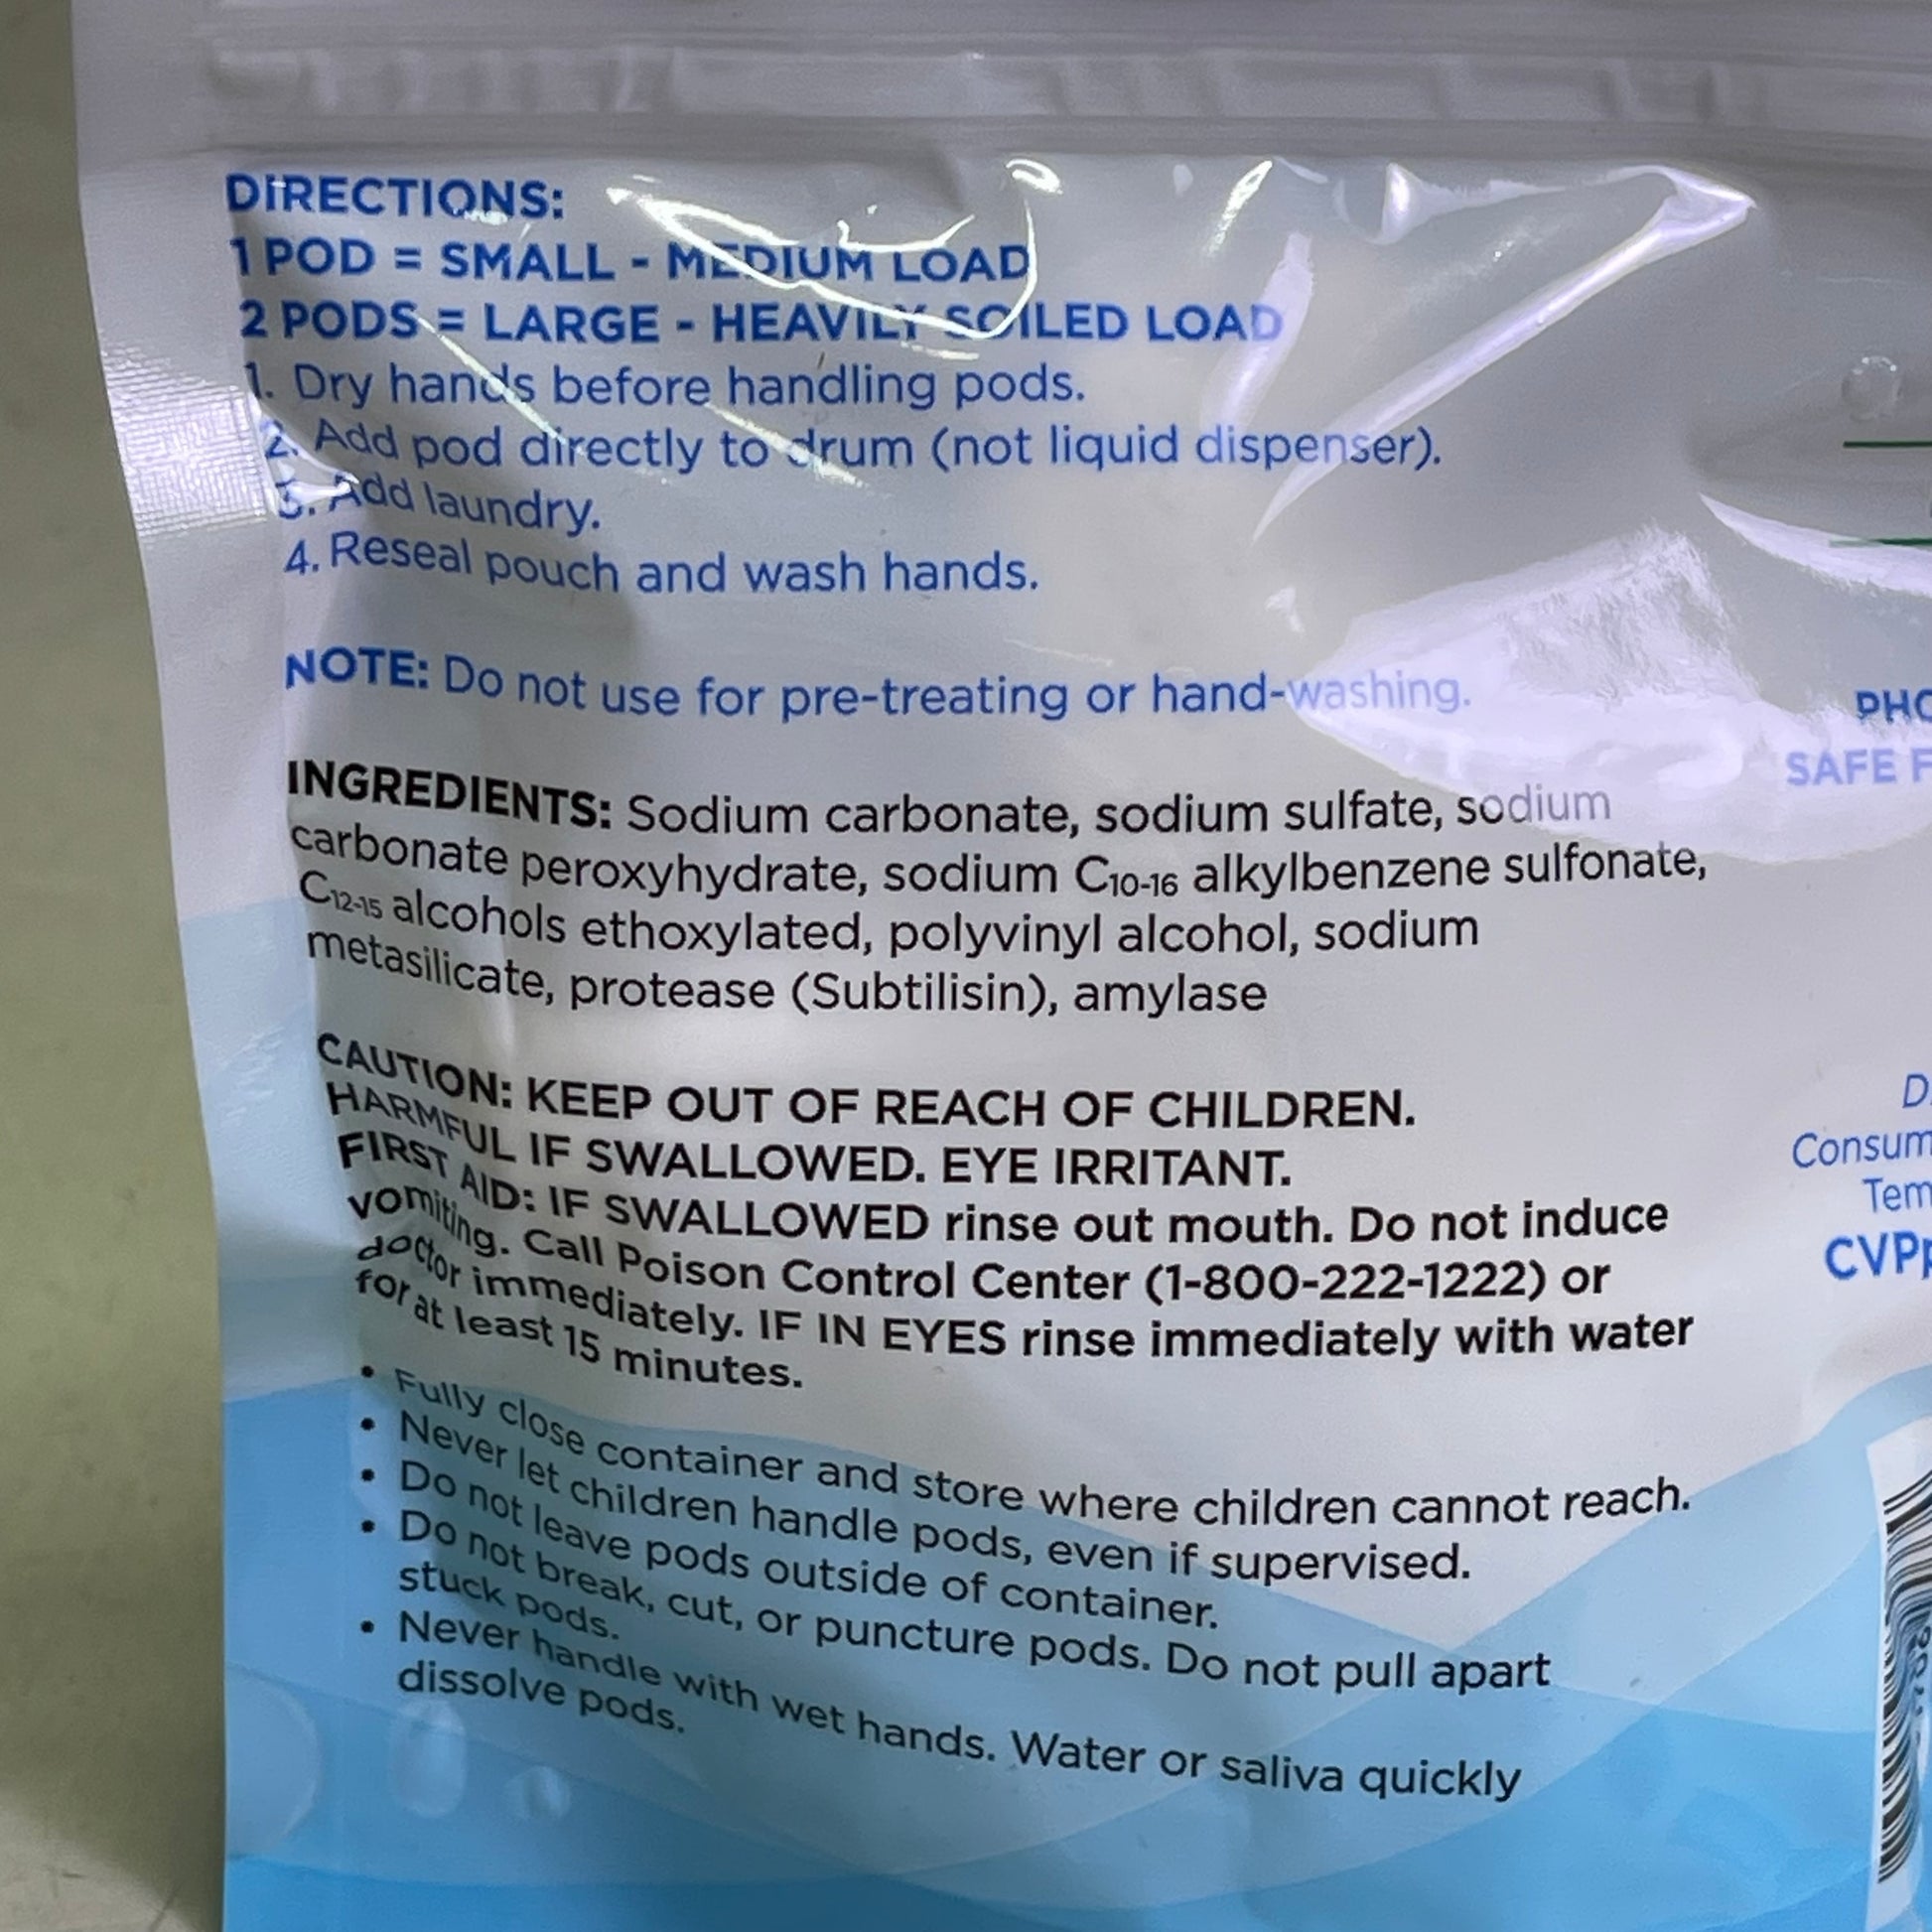 DIRECTIONS:
1 POD = SMALL - MEDIUM LOAD
2 PODS = LARGE - HEAVILY SOILED LOAD
1. Dry hands before handling pods.
2. Add pod directly to drum (not liquid dispenser).
3. Add laundry.
4. Reseal pouch and wash hands.
NOTE: Do not use for pre-treating or hand-washing.
INGREDIENTS: Sodium carbonate, sodium sulfate, sodium
carbonate peroxyhydrate, sodium C10-16 alkylbenzene sulfonate,
C12-15 alcohols ethoxylated, polyvinyl alcohol, sodium
metasilicate, protease (Subtilisin), amylase
CAUTION: KEEP OUT OF REACH OF CHILDREN.
HARMFUL IF SWALLOWED. EYE IRRITANT.
FIRST AID: IF SWALLOWED rinse out mouth. Do not induce
vomiting. Call Poison Control Center (1-800-222-1222) or
doctor immediately. IF IN EYES rinse immediately with water
for at least 15 minutes.
• Fully close container and store where children cannot reach.
• Never let children handle pods, even if supervised.
• Do not leave pods outside of container.
• Do not break, cut, or puncture pods. Do not pull apart
stuck pods.
• Never handle with wet hands. Water or saliva quickly
dissolve pods.
SAFE